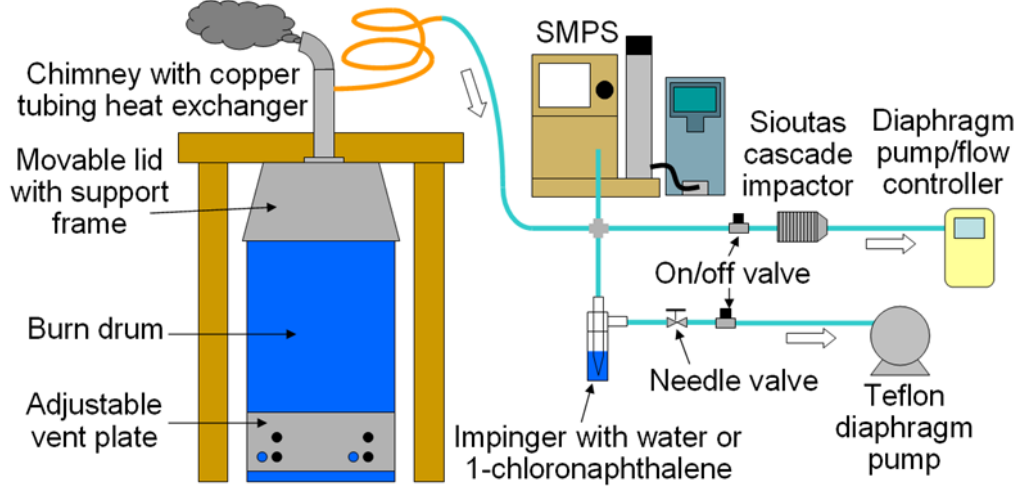 SMPS
Chimney with copper
tubing heat exchanger
Movable lid
with support
frame
Burn drum
Adjustable
vent plate
Sioutas
cascade
impactor
Diaphragm
pump/flow
controller
On/off valve
Needle valve
Impinger with water or
1-chloronaphthalene
Teflon
diaphragm
pump